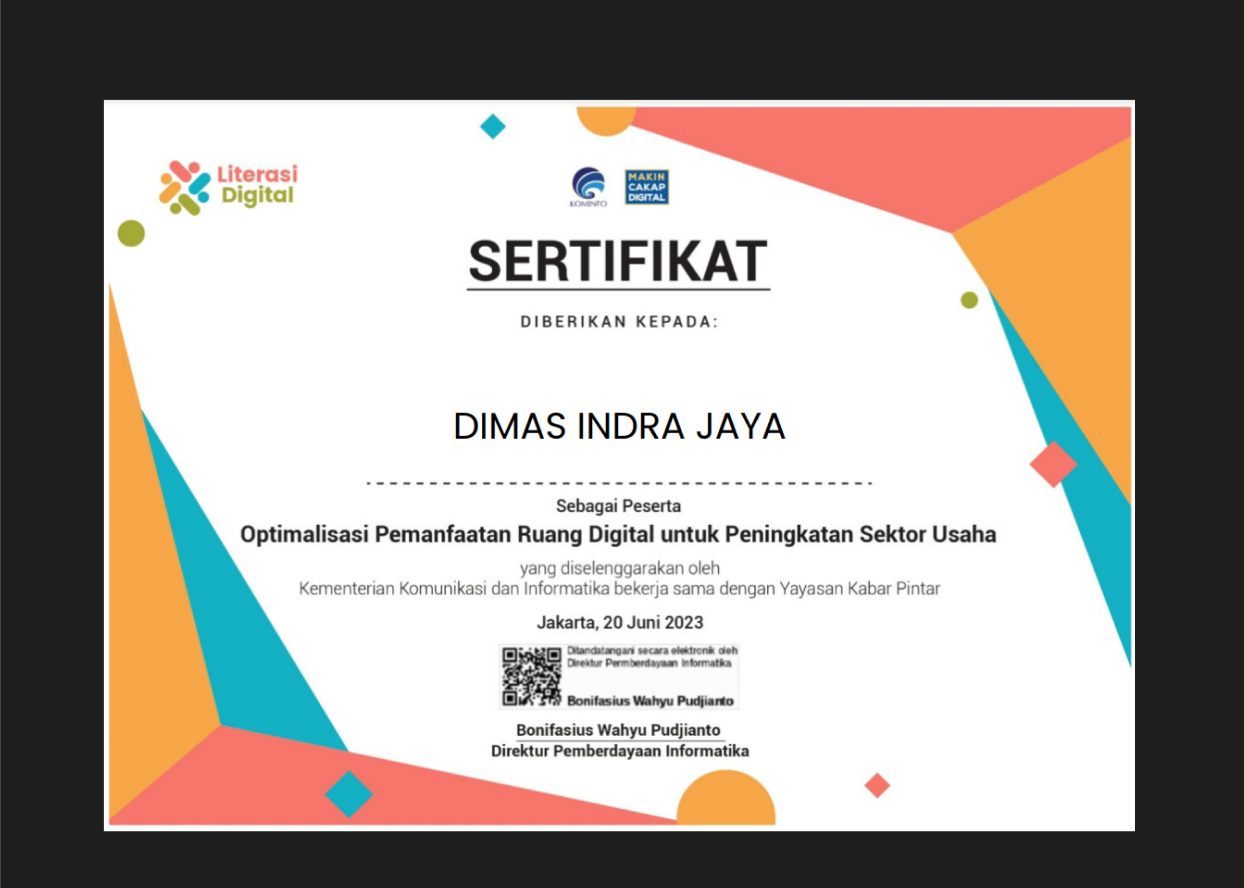 Literasi
Digital
KOMINFO
MAKIN
CAKAP
DIGITAL
SERTIFIKAT
DIBERIKAN KEPADA:
DIMAS INDRA JAYA
Sebagai Peserta
Optimalisasi Pemanfaatan Ruang Digital untuk Peningkatan Sektor Usaha
yang diselenggarakan oleh
Kementerian Komunikasi dan Informatika bekerja sama dengan Yayasan Kabar Pintar
Jakarta, 20 Juni 2023
Ditandatangani secara elektronik oleh
Direktur Permberdayaan Informatika
Bonifasius Wahyu Pudjianto
Bonifasius Wahyu Pudjianto
Direktur Pemberdayaan Informatika